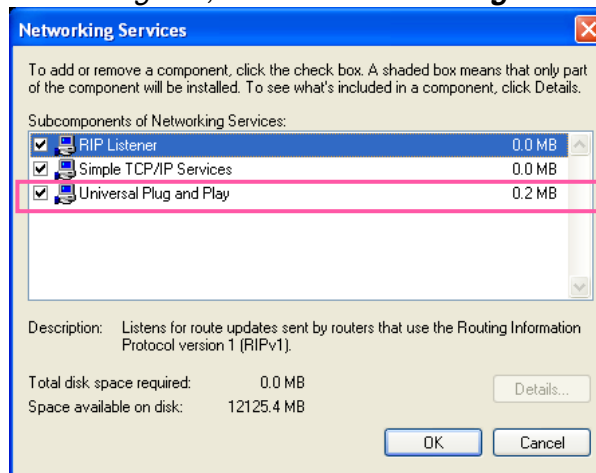 Networking Services
To add or remove a component, click the check box. A shaded box means that only part
of the component will be installed. To see what's included in a component, click Details.
Subcomponents of Networking Services:
RIP Listener 0.0 MB
Simple TCP/IP Services 0.0 MB
Universal Plug and Play 0.2 MB
Description: Listens for route updates sent by routers that use the Routing Information
Protocol version 1 (RIPv1).
Total disk space required: 0.0 MB
Details...
Space available on disk: 12125.4 MB
OK Cancel